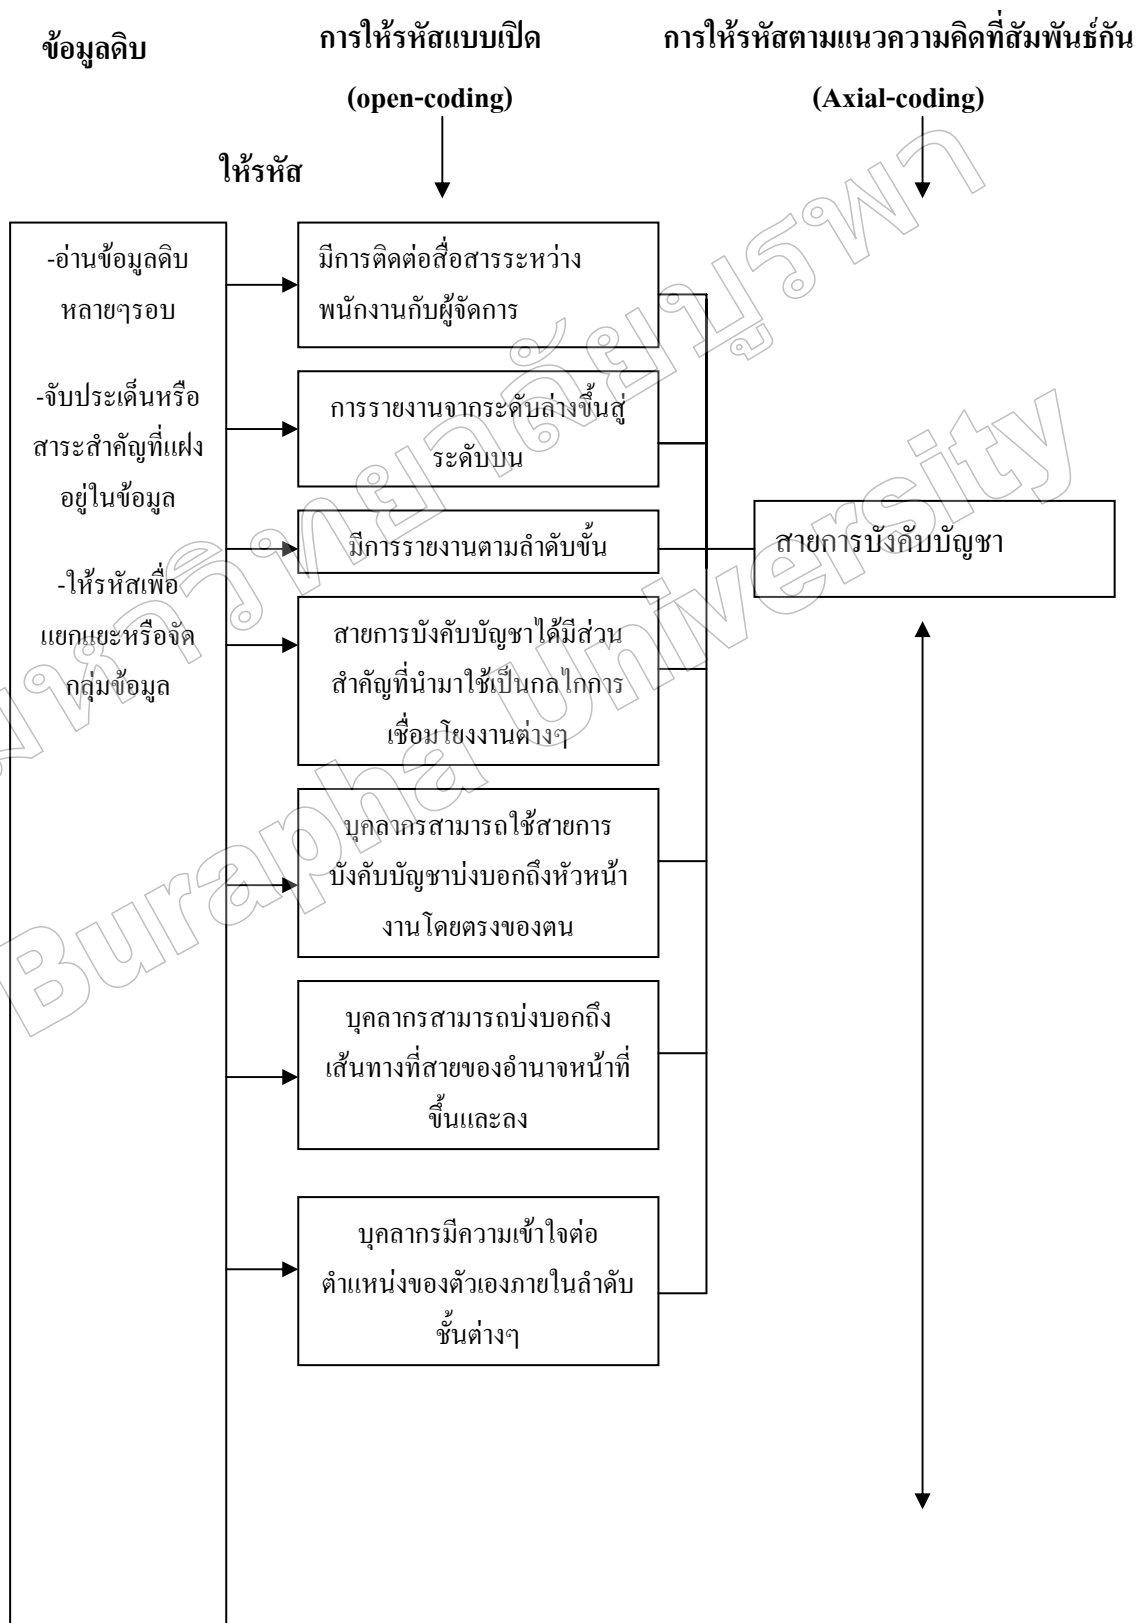 ข้อมูลดิบ
การให้รหัสแบบเปิด
(open-coding)
การให้รหัสตามแนวความคิดที่สัมพันธ์กัน
(Axial-coding)
ให้รหัส
-อ่านข้อมูลดิบ
หลายๆรอบ
-จับประเด็นหรือ
สาระสำคัญที่แฝง
อยู่ในข้อมูล
-ให้รหัสเพื่อ
แยกแยะหรือจัด
กลุ่มข้อมูล
มีการติดต่อสื่อสารระหว่าง
พนักงานกับผู้จัดการ
การรายงานจากระดับล่างขึ้นสู่
ระดับบน
มีการรายงานตามลำดับขั้น
สายการบังคับบัญชาได้มีส่วน
สำคัญที่นำมาใช้เป็นกลไกการ
เชื่อมโยงงานต่างๆ
บุคลากรสามารถใช้สายการ
บังคับบัญชาบ่งบอกถึงหัวหน้า
งานโดยตรงของตน
บุคลากรสามารถบ่งบอกถึง
เส้นทางที่สายของอำนาจหน้าที่
ขึ้นและลง
บุคลากรมีความเข้าใจต่อ
ตำแหน่งของตัวเองภายในลำดับ
ชั้นต่างๆ
สายการบังคับบัญชา
มหาวิทยาลัยบูรพา
Burapha University